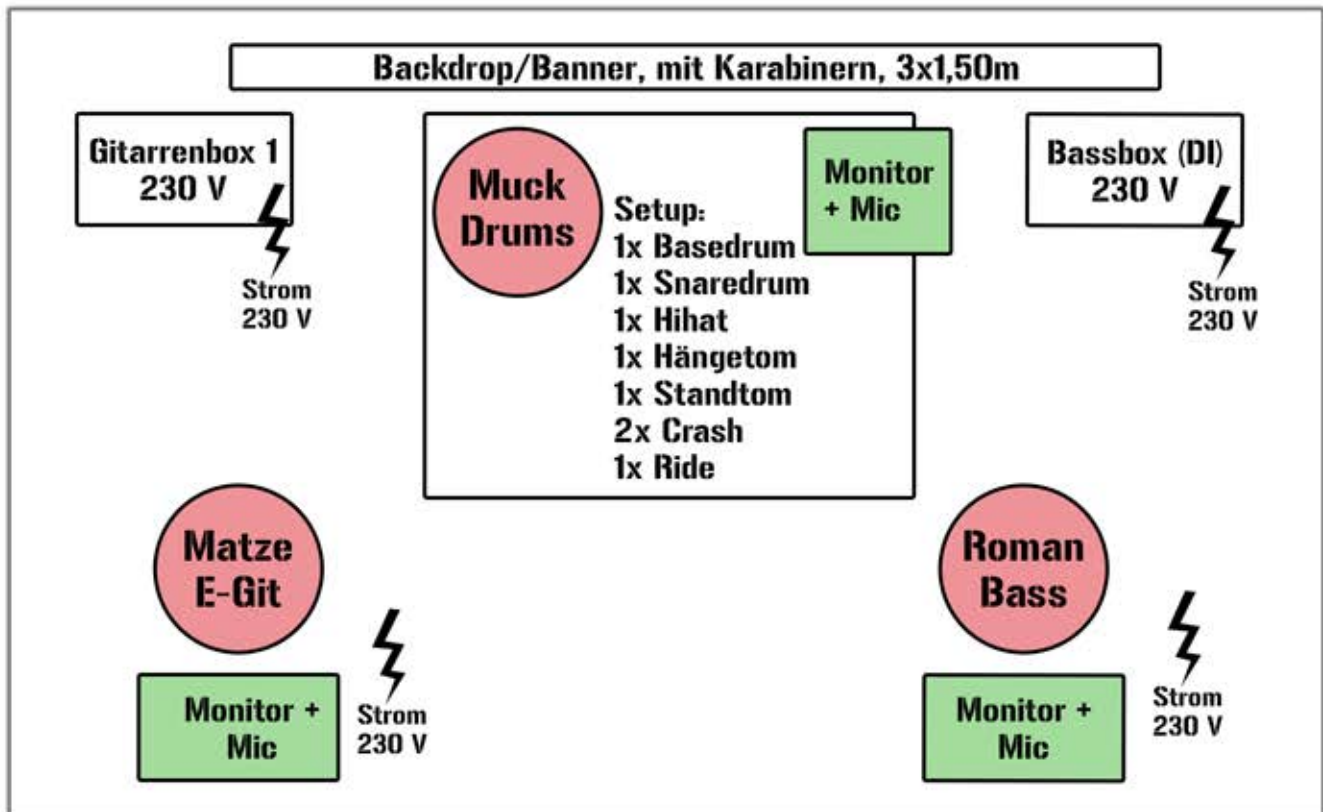 Backdrop/Banner, mit Karabinern, 3x1,50m
Gitarrenbox 1
230 V
Strom
230 V
Muck
Drums
Setup:
1x Basedrum
1x Snaredrum
1x Hihat
1x Hängetom
1x Standtom
2x Crash
1x Ride
Monitor
+ Mic
Bassbox (DI)
230 V
Strom
230 V
Matze
E-Git
Monitor +
Mic
Strom
230 V
Roman
Bass
Monitor +
Mic
Strom
230 V